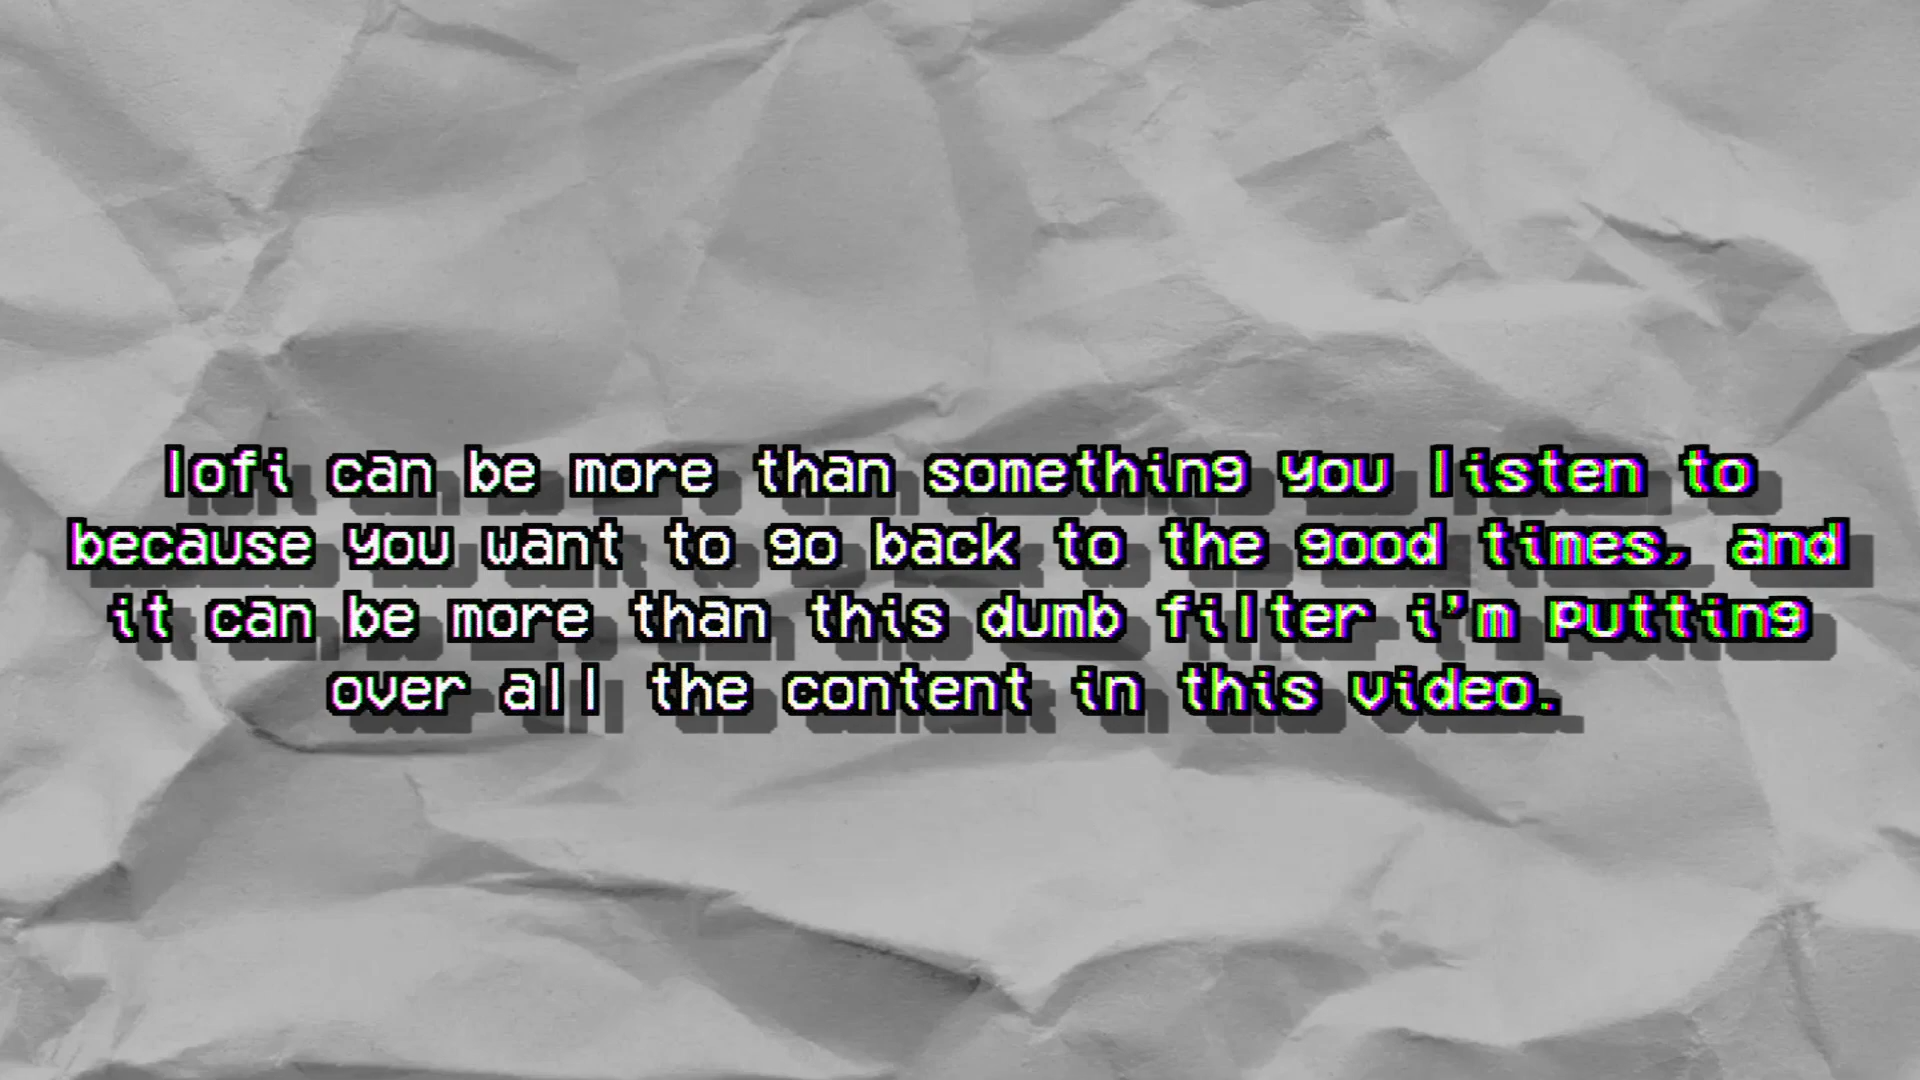 lofi can be more than something you listen to
because you want to go back to the good times, and
it can be more than this dumb filter i'm putting
over all the content in this video.